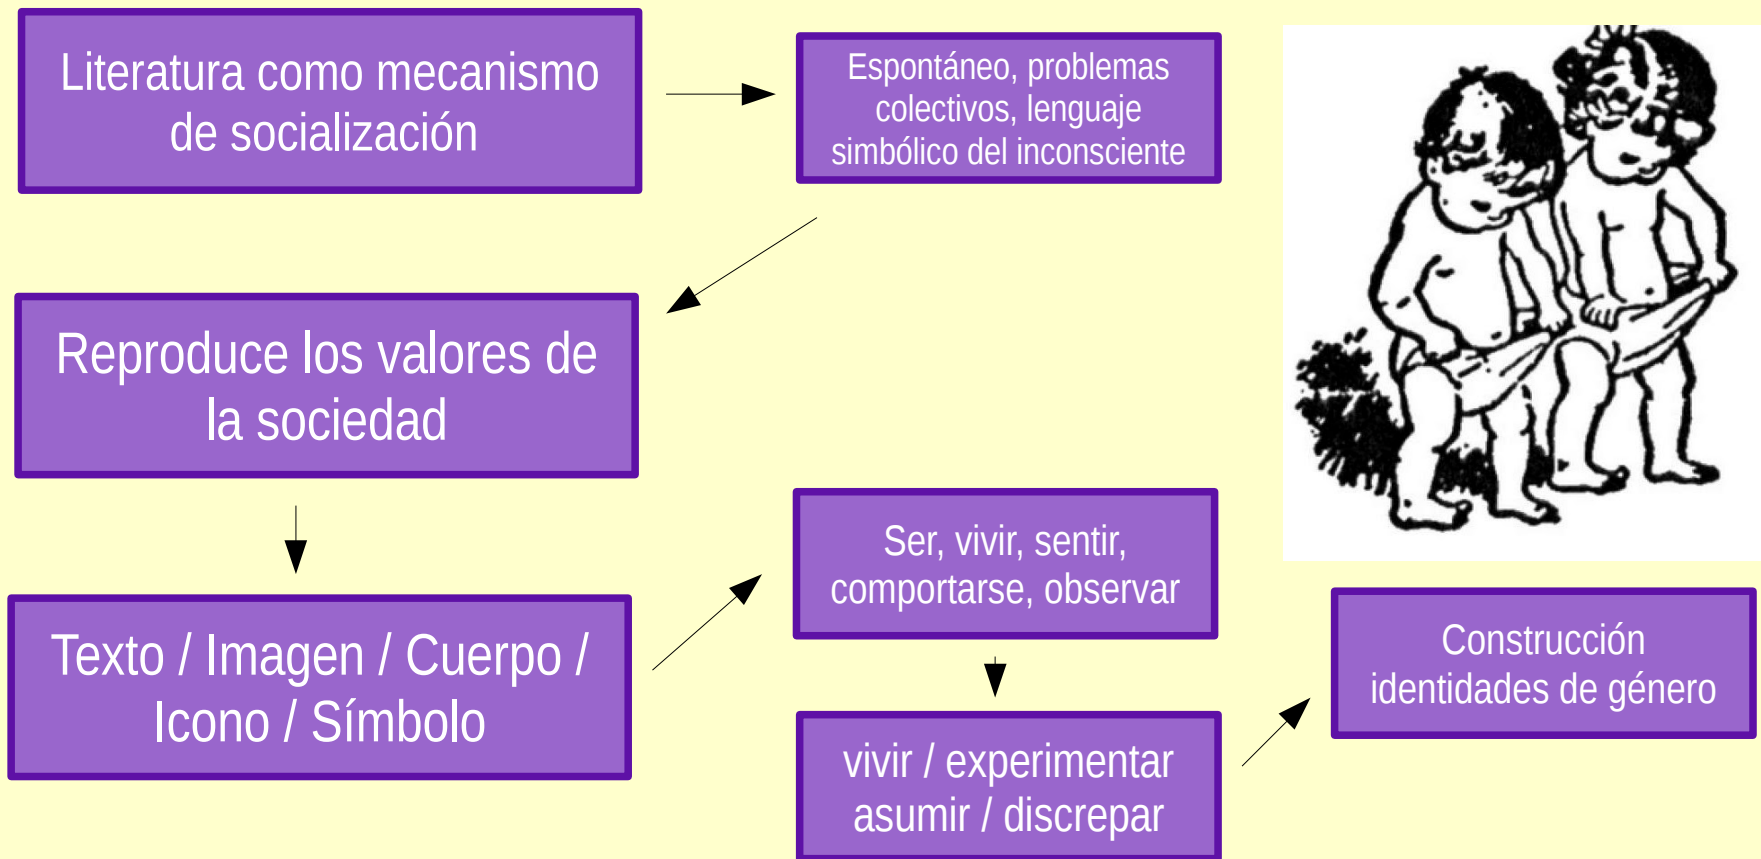 Literatura como mecanismo
de socialización
Espontáneo, problemas
colectivos, lenguaje
simbólico del inconsciente
Reproduce los valores de
la sociedad
Texto / Imagen / Cuerpo /
Icono / Símbolo
Ser, vivir, sentir,
comportarse, observar
vivir / experimentar
asumir / discrepar
Construcción
identidades de género